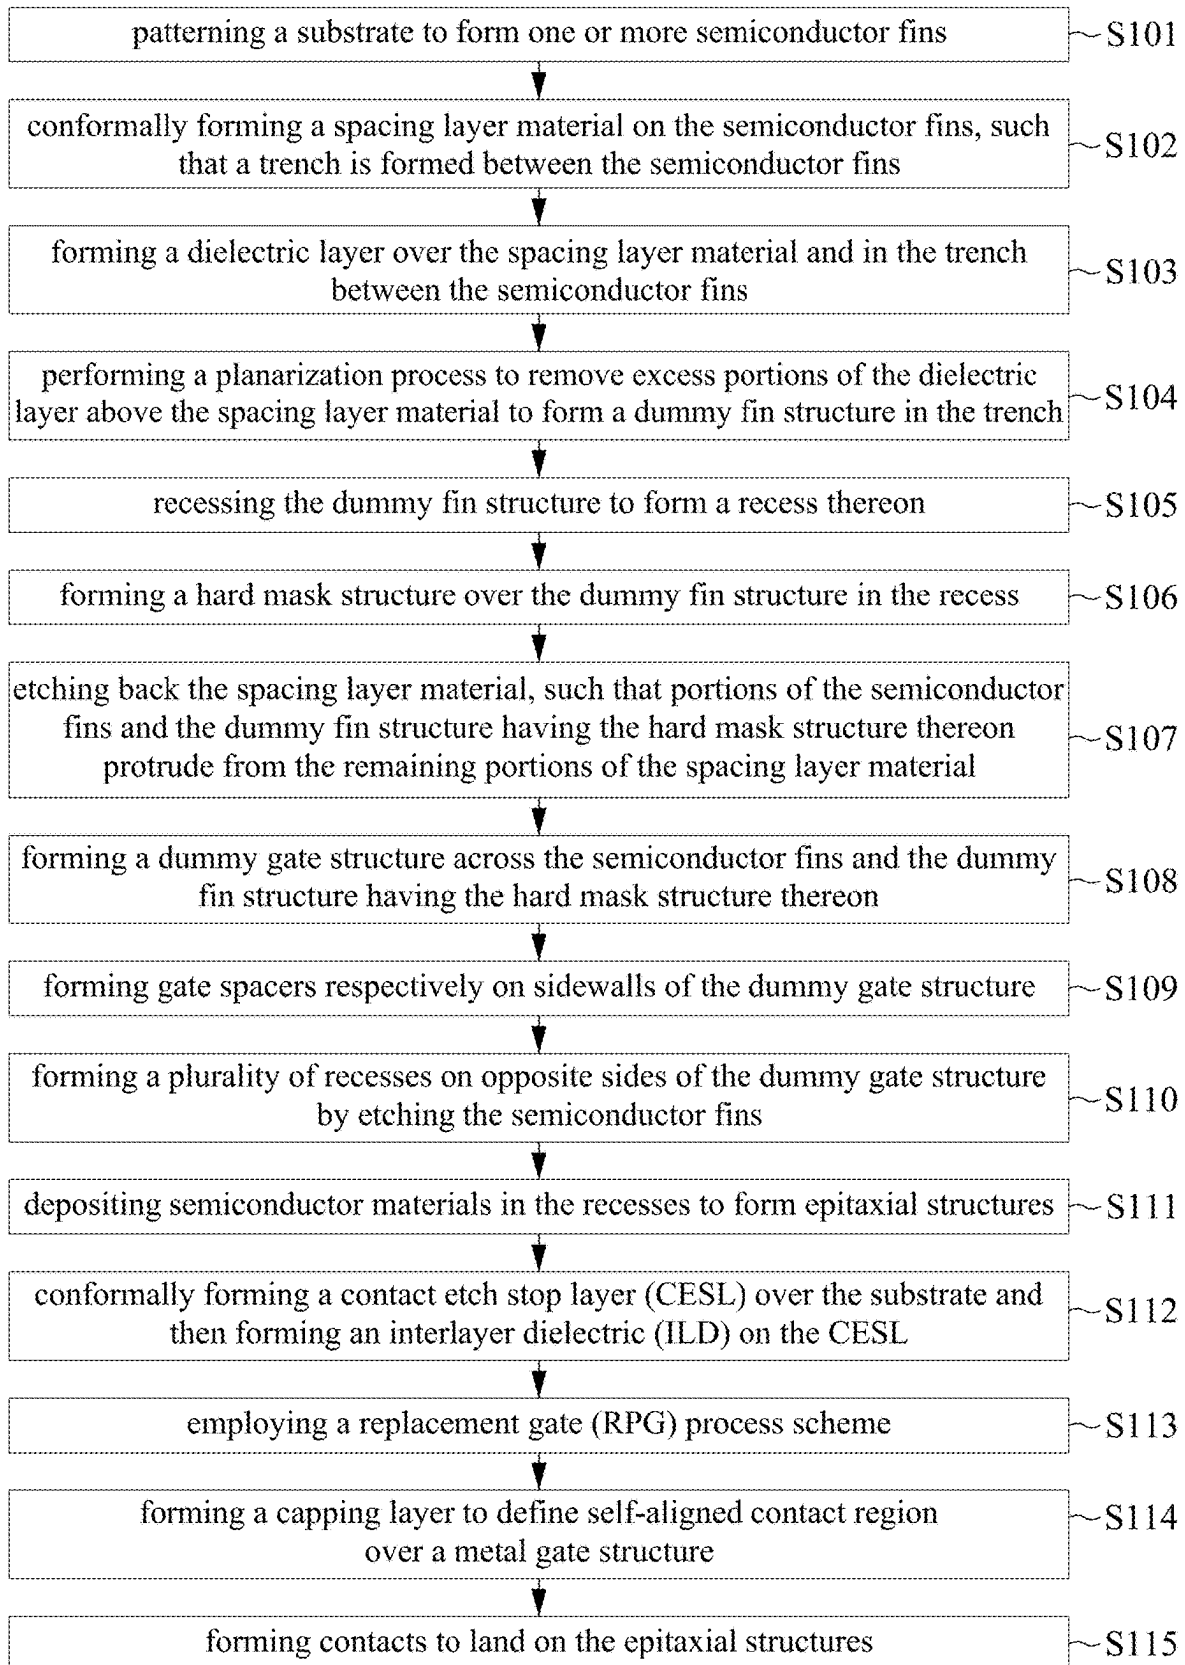 patterning a substrate to form one or more semiconductor fins S101
conformally forming a spacing layer material on the semiconductor fins, such
that a trench is formed between the semiconductor fins S102
forming a dielectric layer over the spacing layer material and in the trench
between the semiconductor fins S103
performing a planarization process to remove excess portions of the dielectric
layer above the spacing layer material to form a dummy fin structure in the trench S104
recessing the dummy fin structure to form a recess thereon S105
forming a hard mask structure over the dummy fin structure in the recess S106
etching back the spacing layer material, such that portions of the semiconductor
fins and the dummy fin structure having the hard mask structure thereon S107
protrude from the remaining portions of the spacing layer material
forming a dummy gate structure across the semiconductor fins and the dummy
fin structure having the hard mask structure thereon S108
forming gate spacers respectively on sidewalls of the dummy gate structure S109
forming a plurality of recesses on opposite sides of the dummy gate structure
by etching the semiconductor fins S110
depositing semiconductor materials in the recesses to form epitaxial structures S111
conformally forming a contact etch stop layer (CESL) over the substrate and
then forming an interlayer dielectric (ILD) on the CESL S112
employing a replacement gate (RPG) process scheme S113
forming a capping layer to define self-aligned contact region
over a metal gate structure S114
forming contacts to land on the epitaxial structures S115